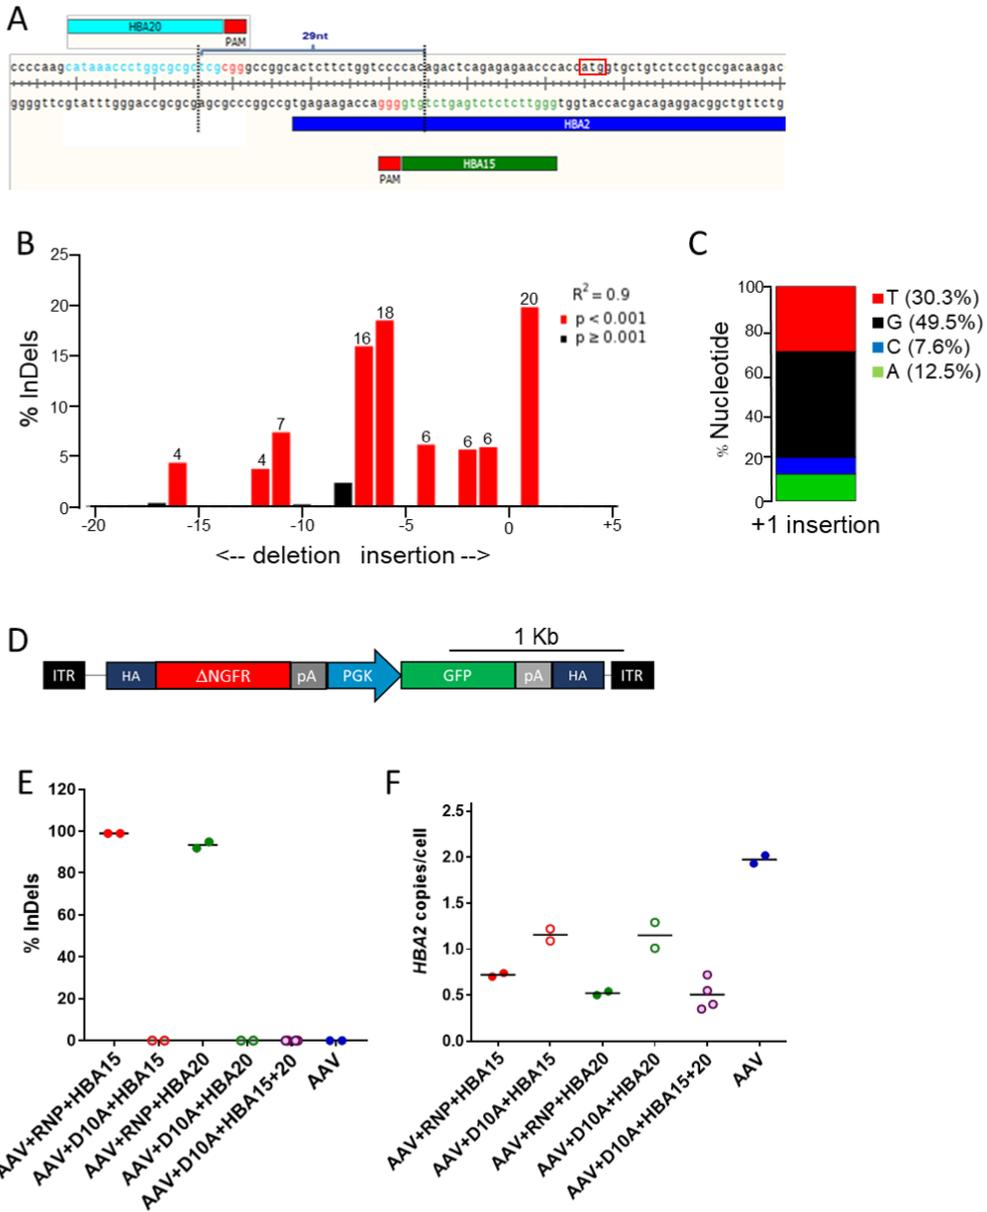 A
HBA20
PAM
29nt
ccccaagcataaaccctggcgcgctcgcgggccggcactcttctggtccccacagactcagagagaacccaccatggtgctgtctcctgccgacaagac
ggggttcgtatttgggaccgcgcgagcgcccggccgtgagaagaccaggggtgtctgagtctctcttgggtggtaccacgacagaggacggctgttctg
HBA2
HBA15
PAM
B
C
25
20
15
10
5
0
% InDels
4
4
7
16
18
6
6
6
20
R2 = 0.9
p < 0.001
p ≥ 0.001
-20
-15
-10
-5
0
+5
<-- deletion insertion -->
100
80
60
40
20
0
% Nucleotide
T (30.3%)
G (49.5%)
C (7.6%)
A (12.5%)
+1 insertion
D
1 Kb
ITR HA ΔNGFR pA PGK GFP pA HA ITR
E
120
100
80
60
40
20
0
% InDels
AAV+RNP+HBA15
AAV+D10A+HBA15
AAV+RNP+HBA20
AAV+D10A+HBA20
AAV+D10A+HBA15+20
AAV
F
2.5
2.0
1.5
1.0
0.5
0.0
HBA2 copies/cell
AAV+RNP+HBA15
AAV+D10A+HBA15
AAV+RNP+HBA20
AAV+D10A+HBA20
AAV+D10A+HBA15+20
AAV